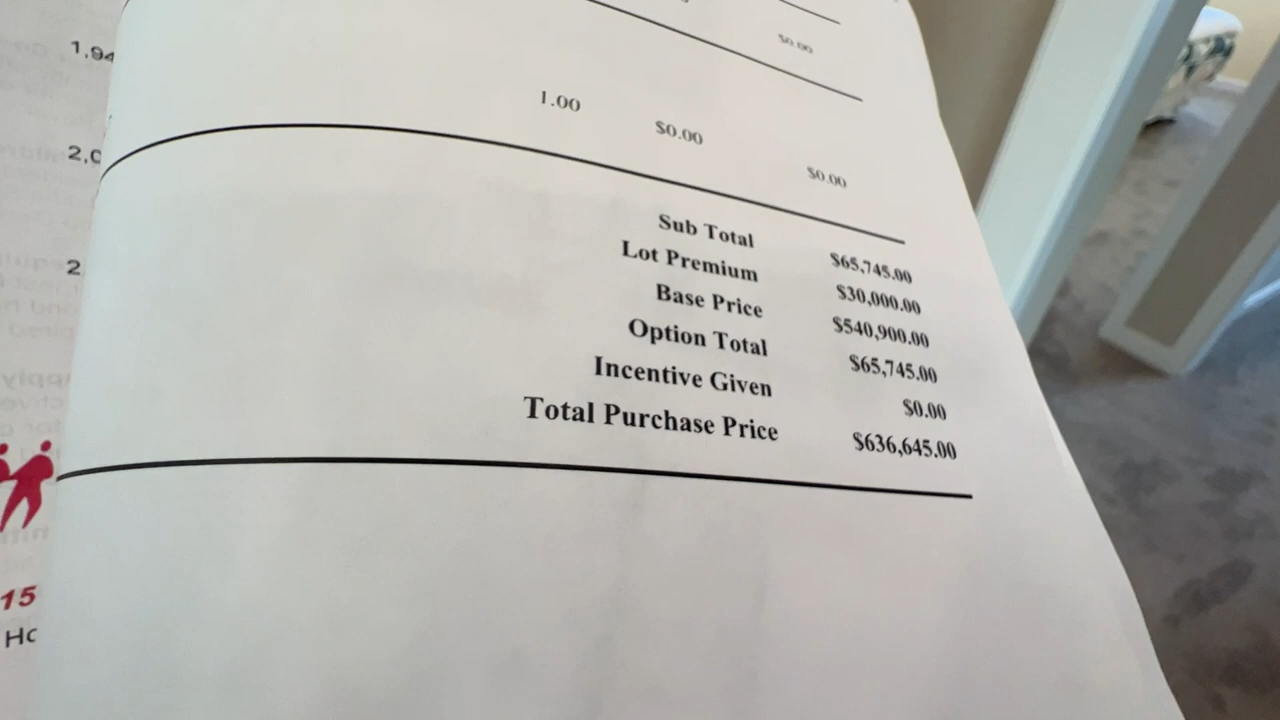 $0.00
1.94
1.00 $0.00 $0.00
2,0
Sub Total $65,745.00
Lot Premium $30,000.00
2
Base Price $540,900.00
Option Total $65,745.00
Incentive Given $0.00
Total Purchase Price $636,645.00
15
Ho